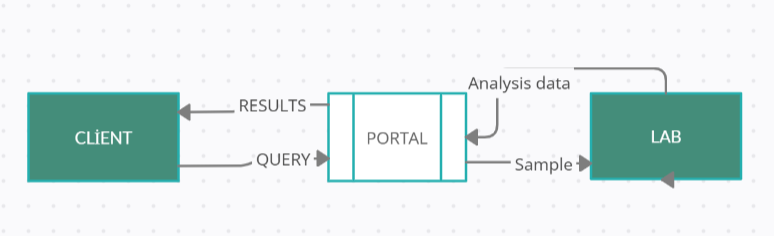 Analysis data
RESULTS
CLİENT
PORTAL
LAB
QUERY
Sample